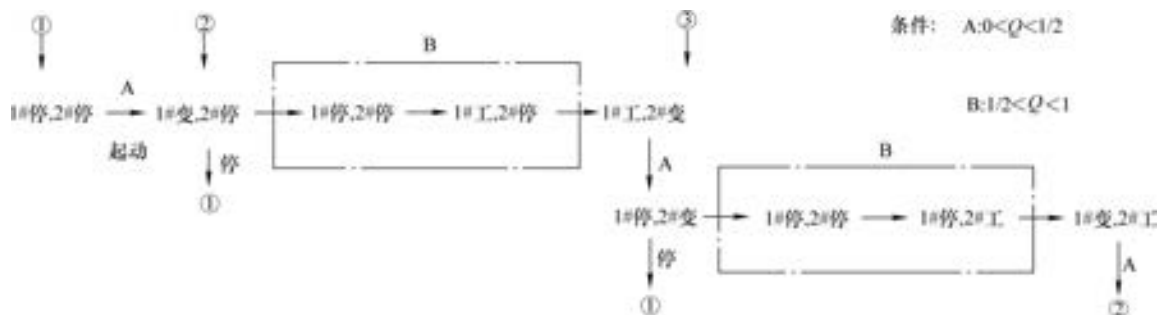 ① ② ③ 条件: A:0<Q<1/2
B
A
1#停,2#停 1#变,2#停 1#停,2#停 1#工,2#停 1#工,2#变 B:1/2<Q<1
起动 停 A B
①
1#停,2#变 1#停,2#停 1#停,2#工 1#变,2#工
停 A
① ②